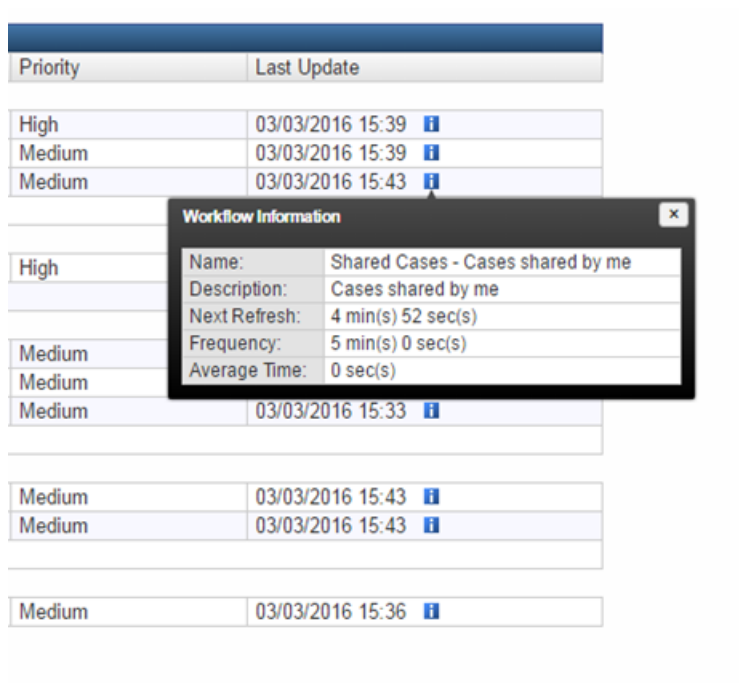 Priority Last Update
High 03/03/2016 15:39
Medium 03/03/2016 15:39
Medium 03/03/2016 15:43
Workflow Information
Name: Shared Cases - Cases shared by me
Description: Cases shared by me
Next Refresh: 4 min(s) 52 sec(s)
Frequency: 5 min(s) 0 sec(s)
Average Time: 0 sec(s)
High
Medium
Medium
Medium 03/03/2016 15:33
Medium 03/03/2016 15:43
Medium 03/03/2016 15:43
Medium 03/03/2016 15:36